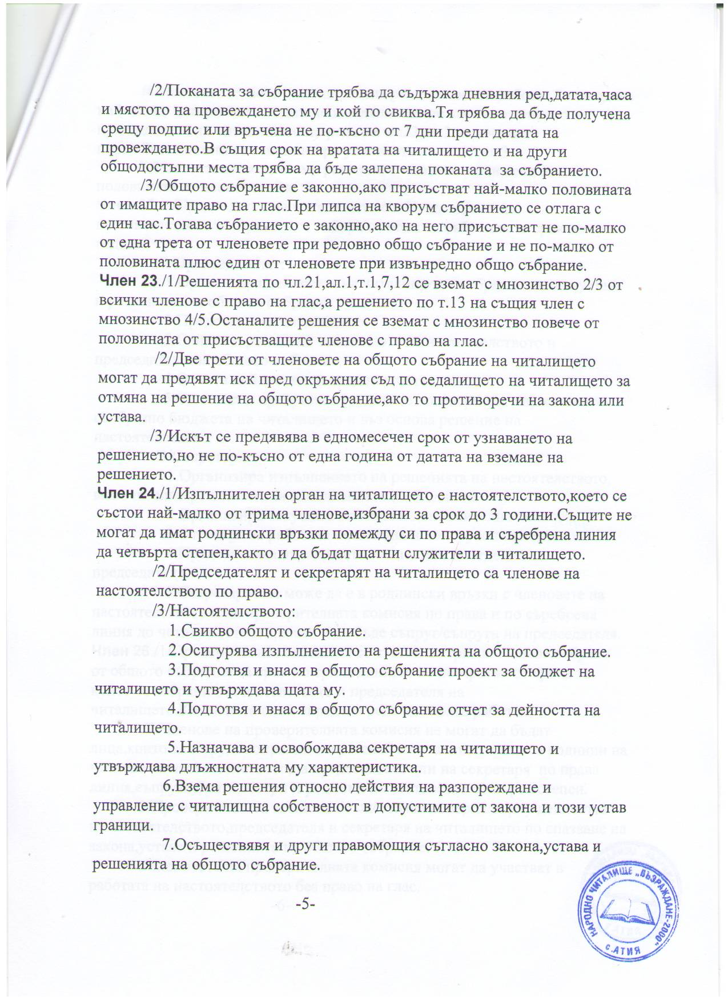 /2/Поканата за събрание трябва да съдържа дневния ред,датата,часа
и мястото на провеждането му и кой го свиква.Тя трябва да бъде получена
срещу подпис или връчена не по-късно от 7 дни преди датата на
провеждането.В същия срок на вратата на читалището и на други
общодостъпни места трябва да бъде залепена поканата за събранието.
/3/Общото събрание е законно,ако присъстват най-малко половината
от имащите право на глас.При липса на кворум събранието се отлага с
един час.Тогава събранието е законно,ако на него присъстват не по-малко
от една трета от членовете при редовно общо събрание и не по-малко от
половината плюс един от членовете при извънредно общо събрание.
Член 23./1/Решенията по чл.21,ал.1,т.1,7,12 се вземат с мнозинство 2/3 от
всички членове с право на глас,а решението по т.13 на същия член с
мнозинство 4/5.Останалите решения се вземат с мнозинство повече от
половината от присъстващите членове с право на глас.
/2/Две трети от членовете на общото събрание на читалището
могат да предявят иск пред окръжния съд по седалището на читалището за
отмяна на решение на общото събрание,ако то противоречи на закона или
устава.
/3/Искът се предявява в едномесечен срок от узнаването на
решението,но не по-късно от една година от датата на вземане на
решението.
Член 24./1/Изпълнителен орган на читалището е настоятелството,което се
състои най-малко от трима членове,избрани за срок до 3 години.Същите не
могат да имат роднински връзки помежду си по права и съребрена линия
да четвърта степен,както и да бъдат щатни служители в читалището.
/2/Председателят и секретарят на читалището са членове на
настоятелството по право.
/3/Настоятелството:
1.Свикво общото събрание.
2.Осигурява изпълнението на решенията на общото събрание.
3.Подготвя и внася в общото събрание проект за бюджет на
читалището и утвърждава щата му.
4.Подготвя и внася в общото събрание отчет за дейността на
читалището.
5.Назначава и освобождава секретаря на читалището и
утвърждава длъжностната му характеристика.
6.Взема решения относно действия на разпореждане и
управление с читалищна собственост в допустимите от закона и този устав
граници.
7.Осъществявя и други правомощия съгласно закона,устава и
решенията на общото събрание.
-5-
НАРОДНО ЧИТАЛИЩЕ „ВЪЗРАЖДАНЕ-2000"
с.АТИЯ